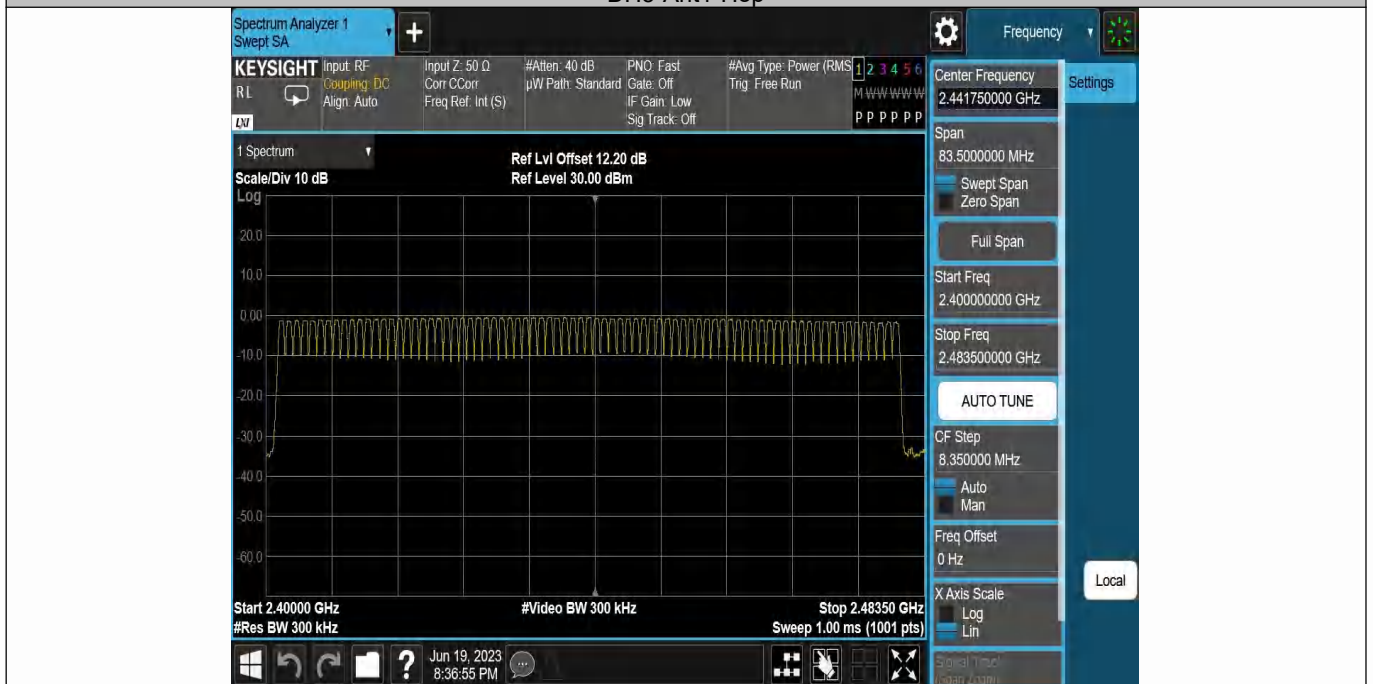 Spectrum Analyzer 1
Swept SA
+
Frequency
KEYSIGHT
RL
LXI
Input: RF
Coupling: DC
Align: Auto
Input Z: 50 Ω
Corr CCorr
Freq Ref: Int (S)
#Atten: 40 dB
µW Path: Standard
PNO: Fast
Gate: Off
IF Gain: Low
Sig Track: Off
#Avg Type: Power (RMS
Trig: Free Run
1 2 3 4 5 6
M W W W W W
P P P P P P
1 Spectrum
Scale/Div 10 dB
Ref Lvl Offset 12.20 dB
Ref Level 30.00 dBm
Log
20.0
10.0
0.00
-10.0
-20.0
-30.0
-40.0
-50.0
-60.0
Start 2.40000 GHz
#Res BW 300 kHz
#Video BW 300 kHz
Stop 2.48350 GHz
Sweep 1.00 ms (1001 pts)
Jun 19, 2023
8:36:55 PM
Center Frequency
2.441750000 GHz
Settings
Span
83.5000000 MHz
Swept Span
Zero Span
Full Span
Start Freq
2.400000000 GHz
Stop Freq
2.483500000 GHz
AUTO TUNE
CF Step
8.350000 MHz
Auto
Man
Freq Offset
0 Hz
X Axis Scale
Log
Lin
Local
Signal Track
(Span Zoom)